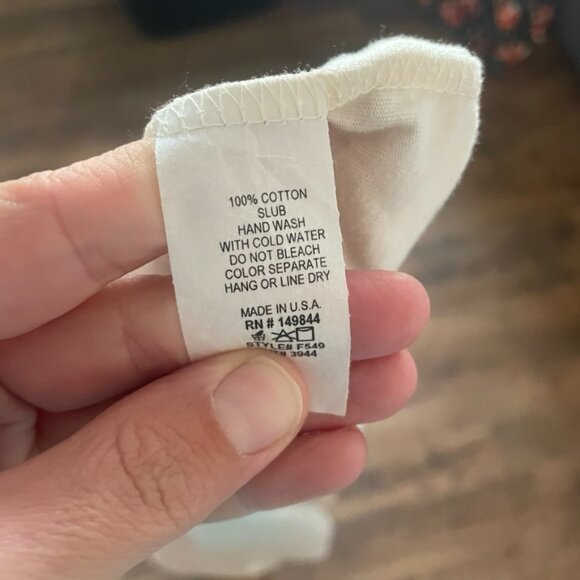 100% COTTON
SLUB
HAND WASH
WITH COLD WATER
DO NOT BLEACH
COLOR SEPARATE
HANG OR LINE DRY
MADE IN U.S.A.
RN # 149844
STYLE# F549
# 3944